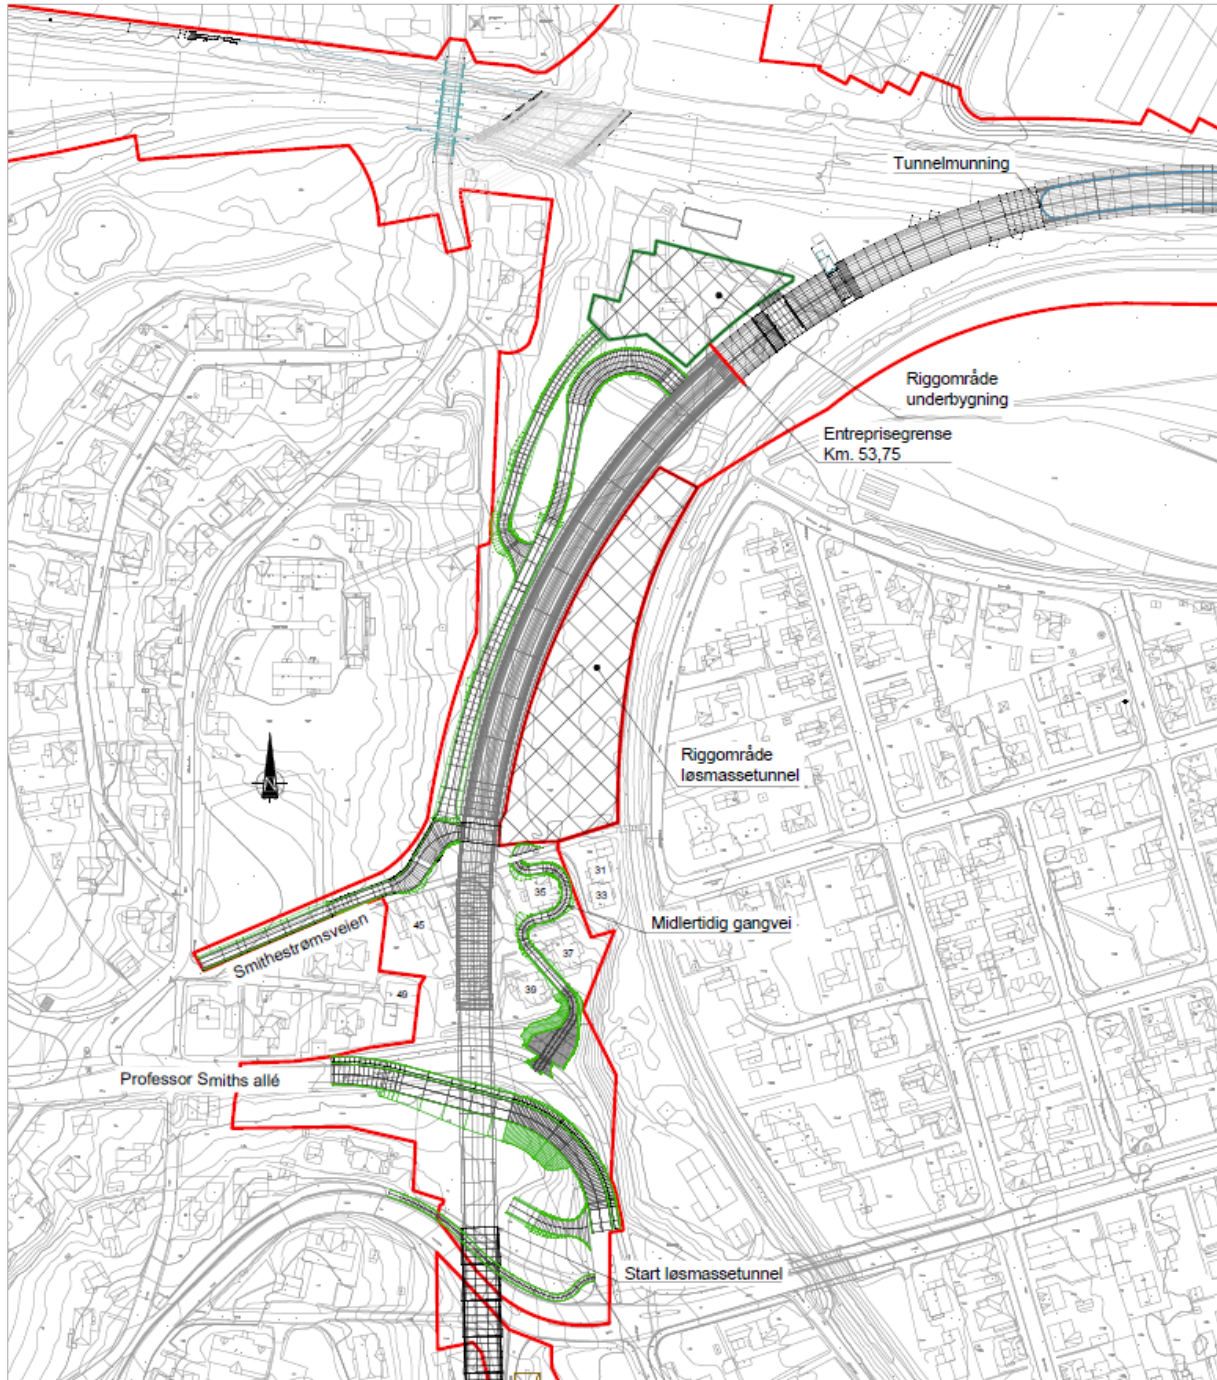 Tunnelmunning
Riggområde
underbygning
Entreprisegrense
Km. 53,75
Riggområde
løsmassetunnel
N
31
35
33
Midlertidig gangvei
45
Smithestrømsveien
37
39
49
Professor Smiths allé
Start løsmassetunnel